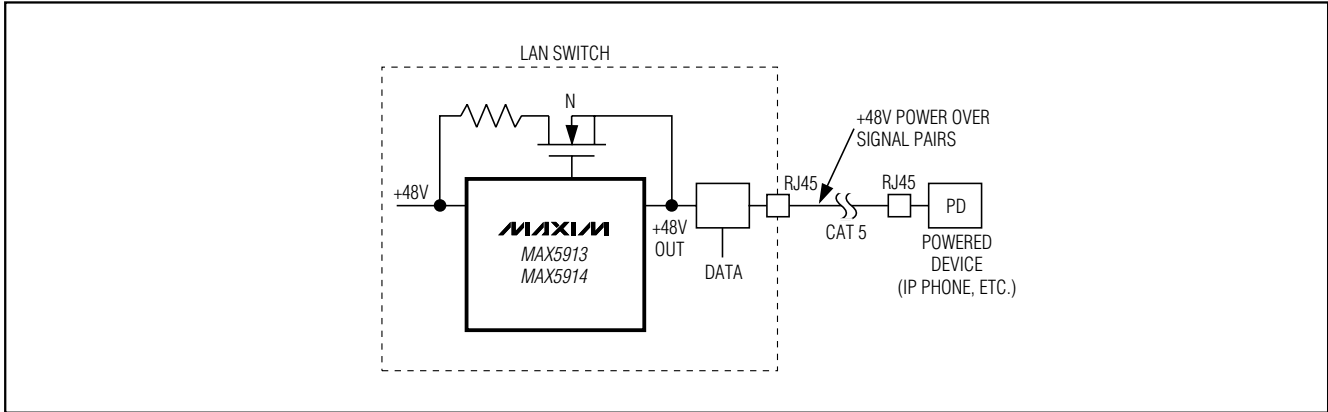 LAN SWITCH
N
+48V POWER OVER
SIGNAL PAIRS
+48V
RJ45
RJ45
MAXIM
MAX5913
MAX5914
+48V
OUT
DATA
CAT 5
PD
POWERED
DEVICE
(IP PHONE, ETC.)